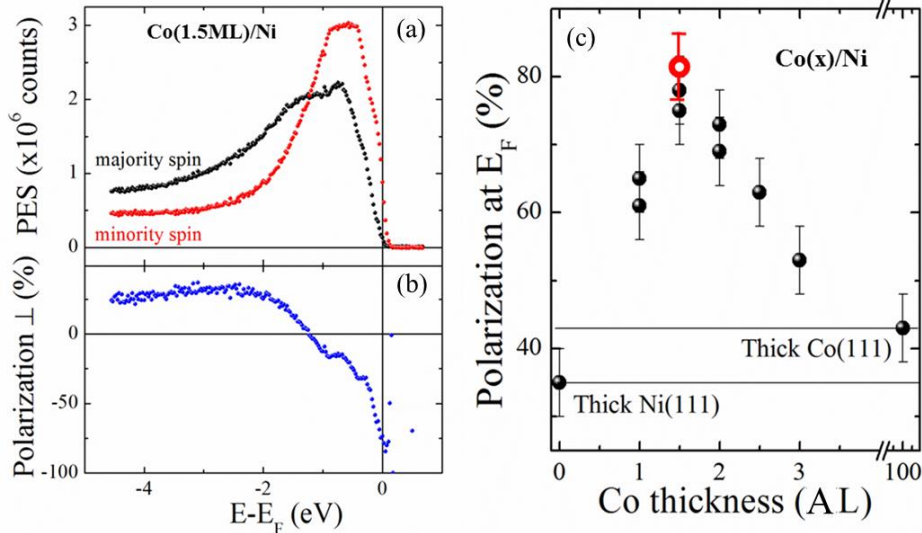 Co(1.5ML)/Ni
(a)
PES (x10⁶ counts)
3
2
1
0
majority spin
minority spin
(b)
Polarization ⊥ (%)
0
-50
-100
-4
-2
0
E-E_F (eV)
(c)
Co(x)/Ni
Polarization at E_F (%)
80
60
40
Thick Co(111)
Thick Ni(111)
0
1
2
3
100
Co thickness (A.L)